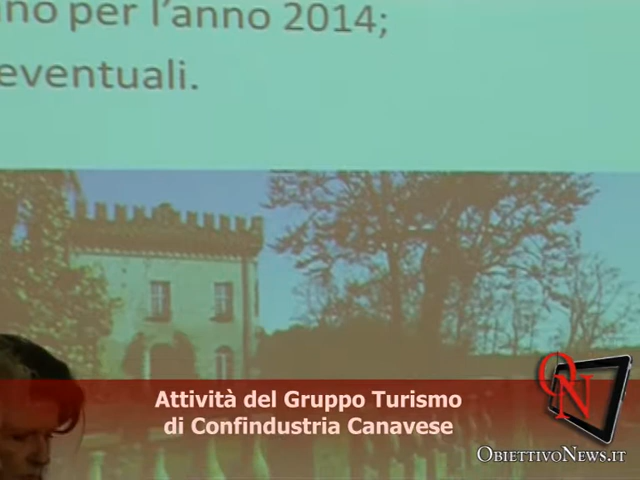 no per l'anno 2014;
eventuali.
Attività del Gruppo Turismo
di Confindustria Canavese
ON
OBIETTIVONEWS.IT